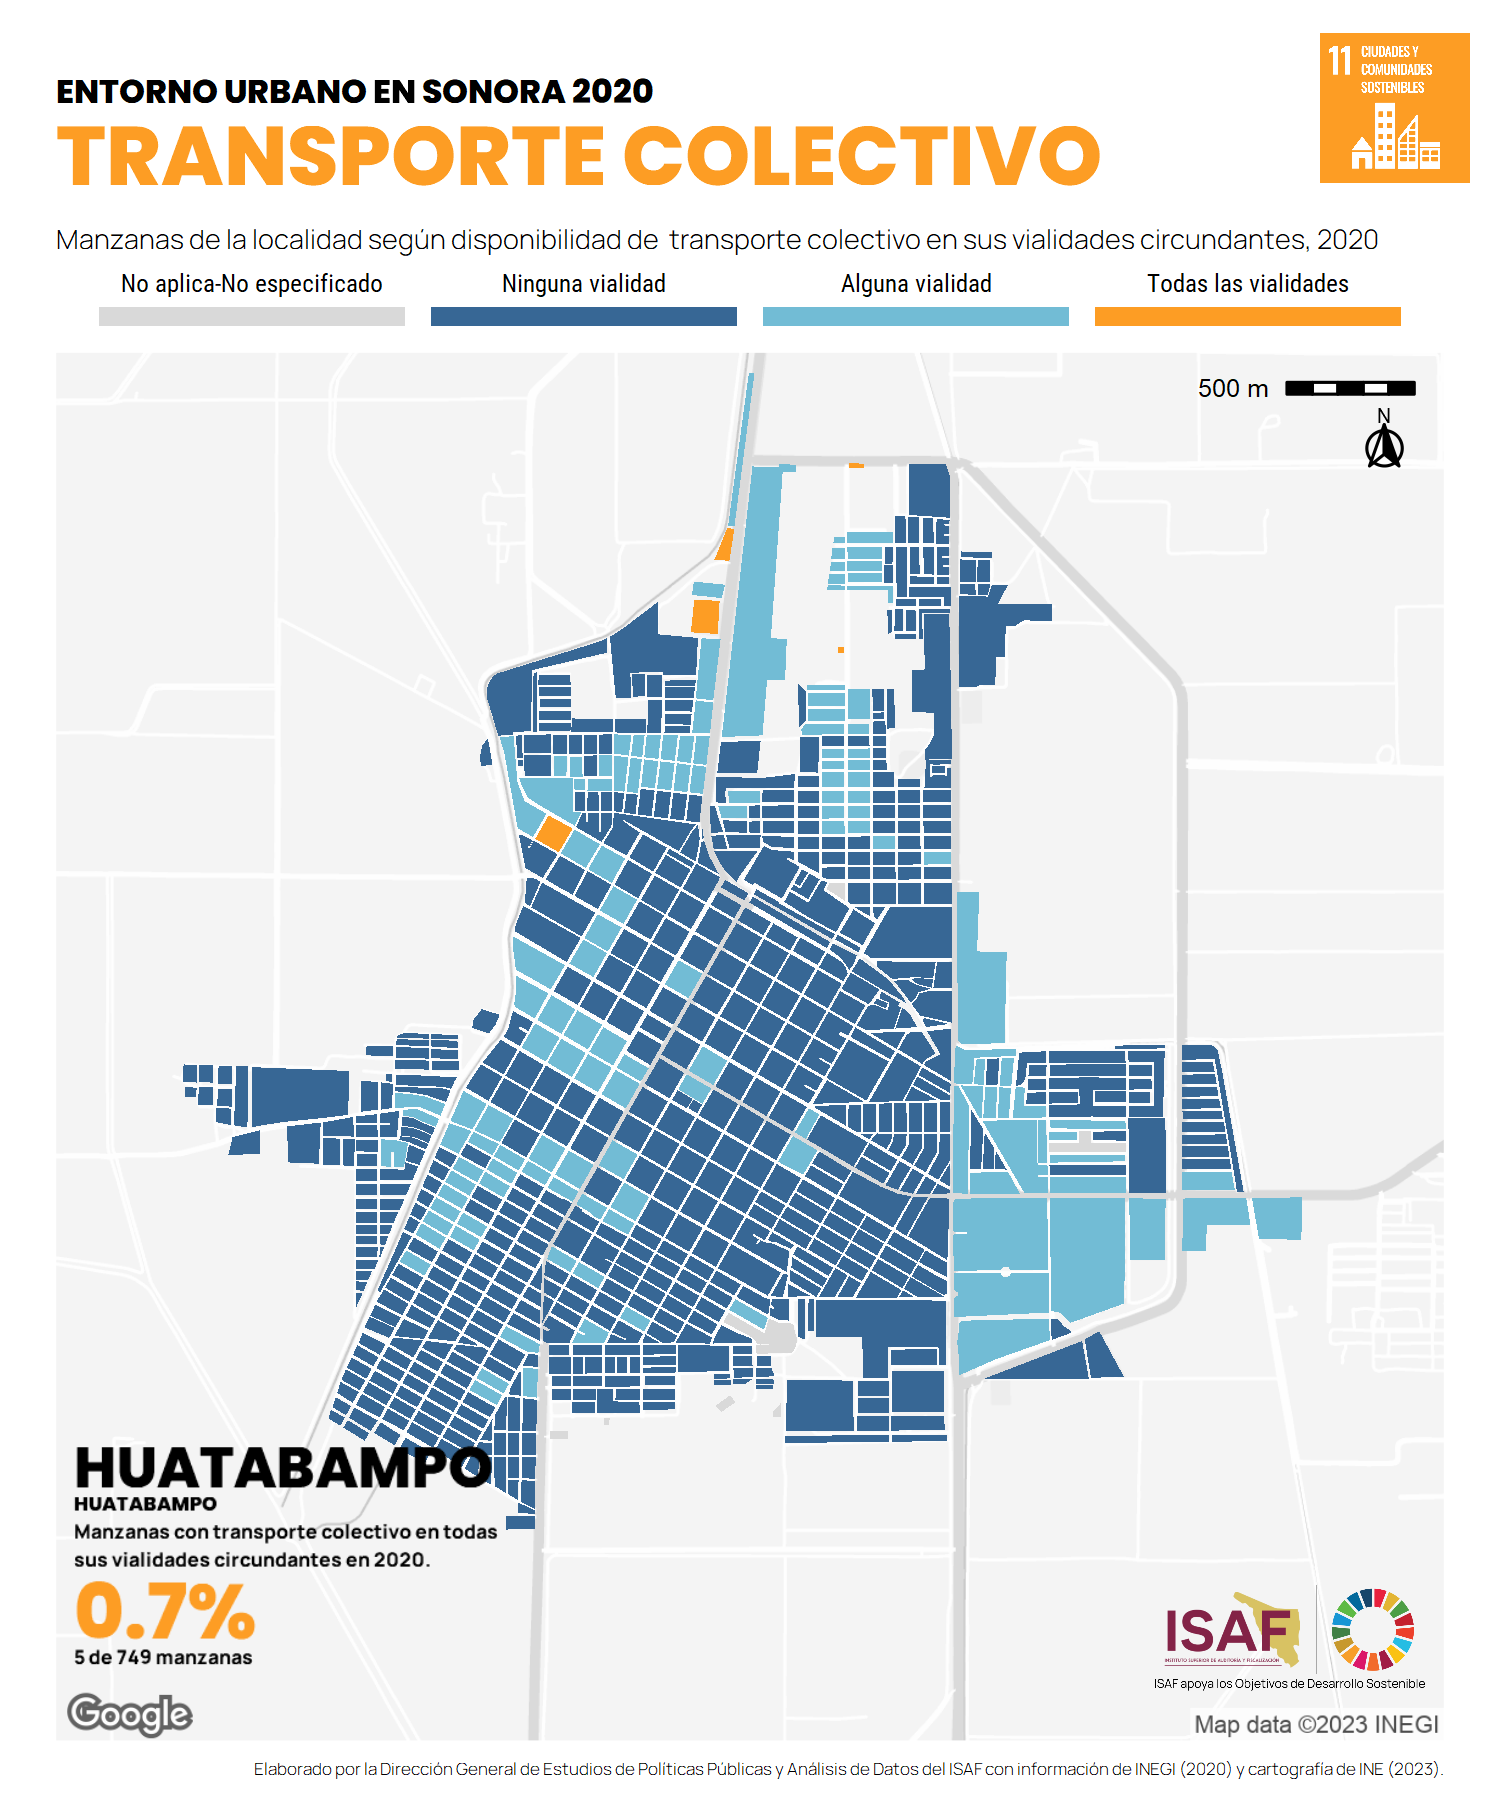 ENTORNO URBANO EN SONORA 2020
TRANSPORTE COLECTIVO
11 CIUDADES Y
COMUNIDADES
SOSTENIBLES
Manzanas de la localidad según disponibilidad de transporte colectivo en sus vialidades circundantes, 2020
No aplica-No especificado
Ninguna vialidad
Alguna vialidad
Todas las vialidades
500 m
N
HUATABAMPO
HUATABAMPO
Manzanas con transporte colectivo en todas
sus vialidades circundantes en 2020.
0.7%
5 de 749 manzanas
Google
ISAF
INSTITUTO SUPERIOR DE AUDITORÍA Y FISCALIZACIÓN
ISAF apoya los Objetivos de Desarrollo Sostenible
Map data ©2023 INEGI
Elaborado por la Dirección General de Estudios de Políticas Públicas y Análisis de Datos del ISAF con información de INEGI (2020) y cartografía de INE (2023).